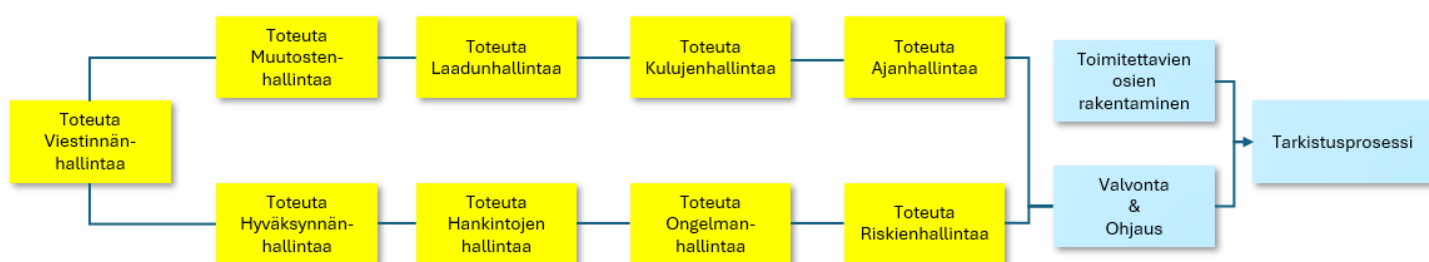 Toteuta
Muutosten-
hallintaa
Toteuta
Laadunhallintaa
Toteuta
Kulujenhallintaa
Toteuta
Ajanhallintaa
Toimitettavien
osien
rakentaminen
Toteuta
Viestinnän-
hallintaa
Tarkistusprosessi
Toteuta
Hyväksynnän-
hallintaa
Toteuta
Hankintojen
hallintaa
Toteuta
Ongelman-
hallintaa
Toteuta
Riskienhallintaa
Valvonta
&
Ohjaus